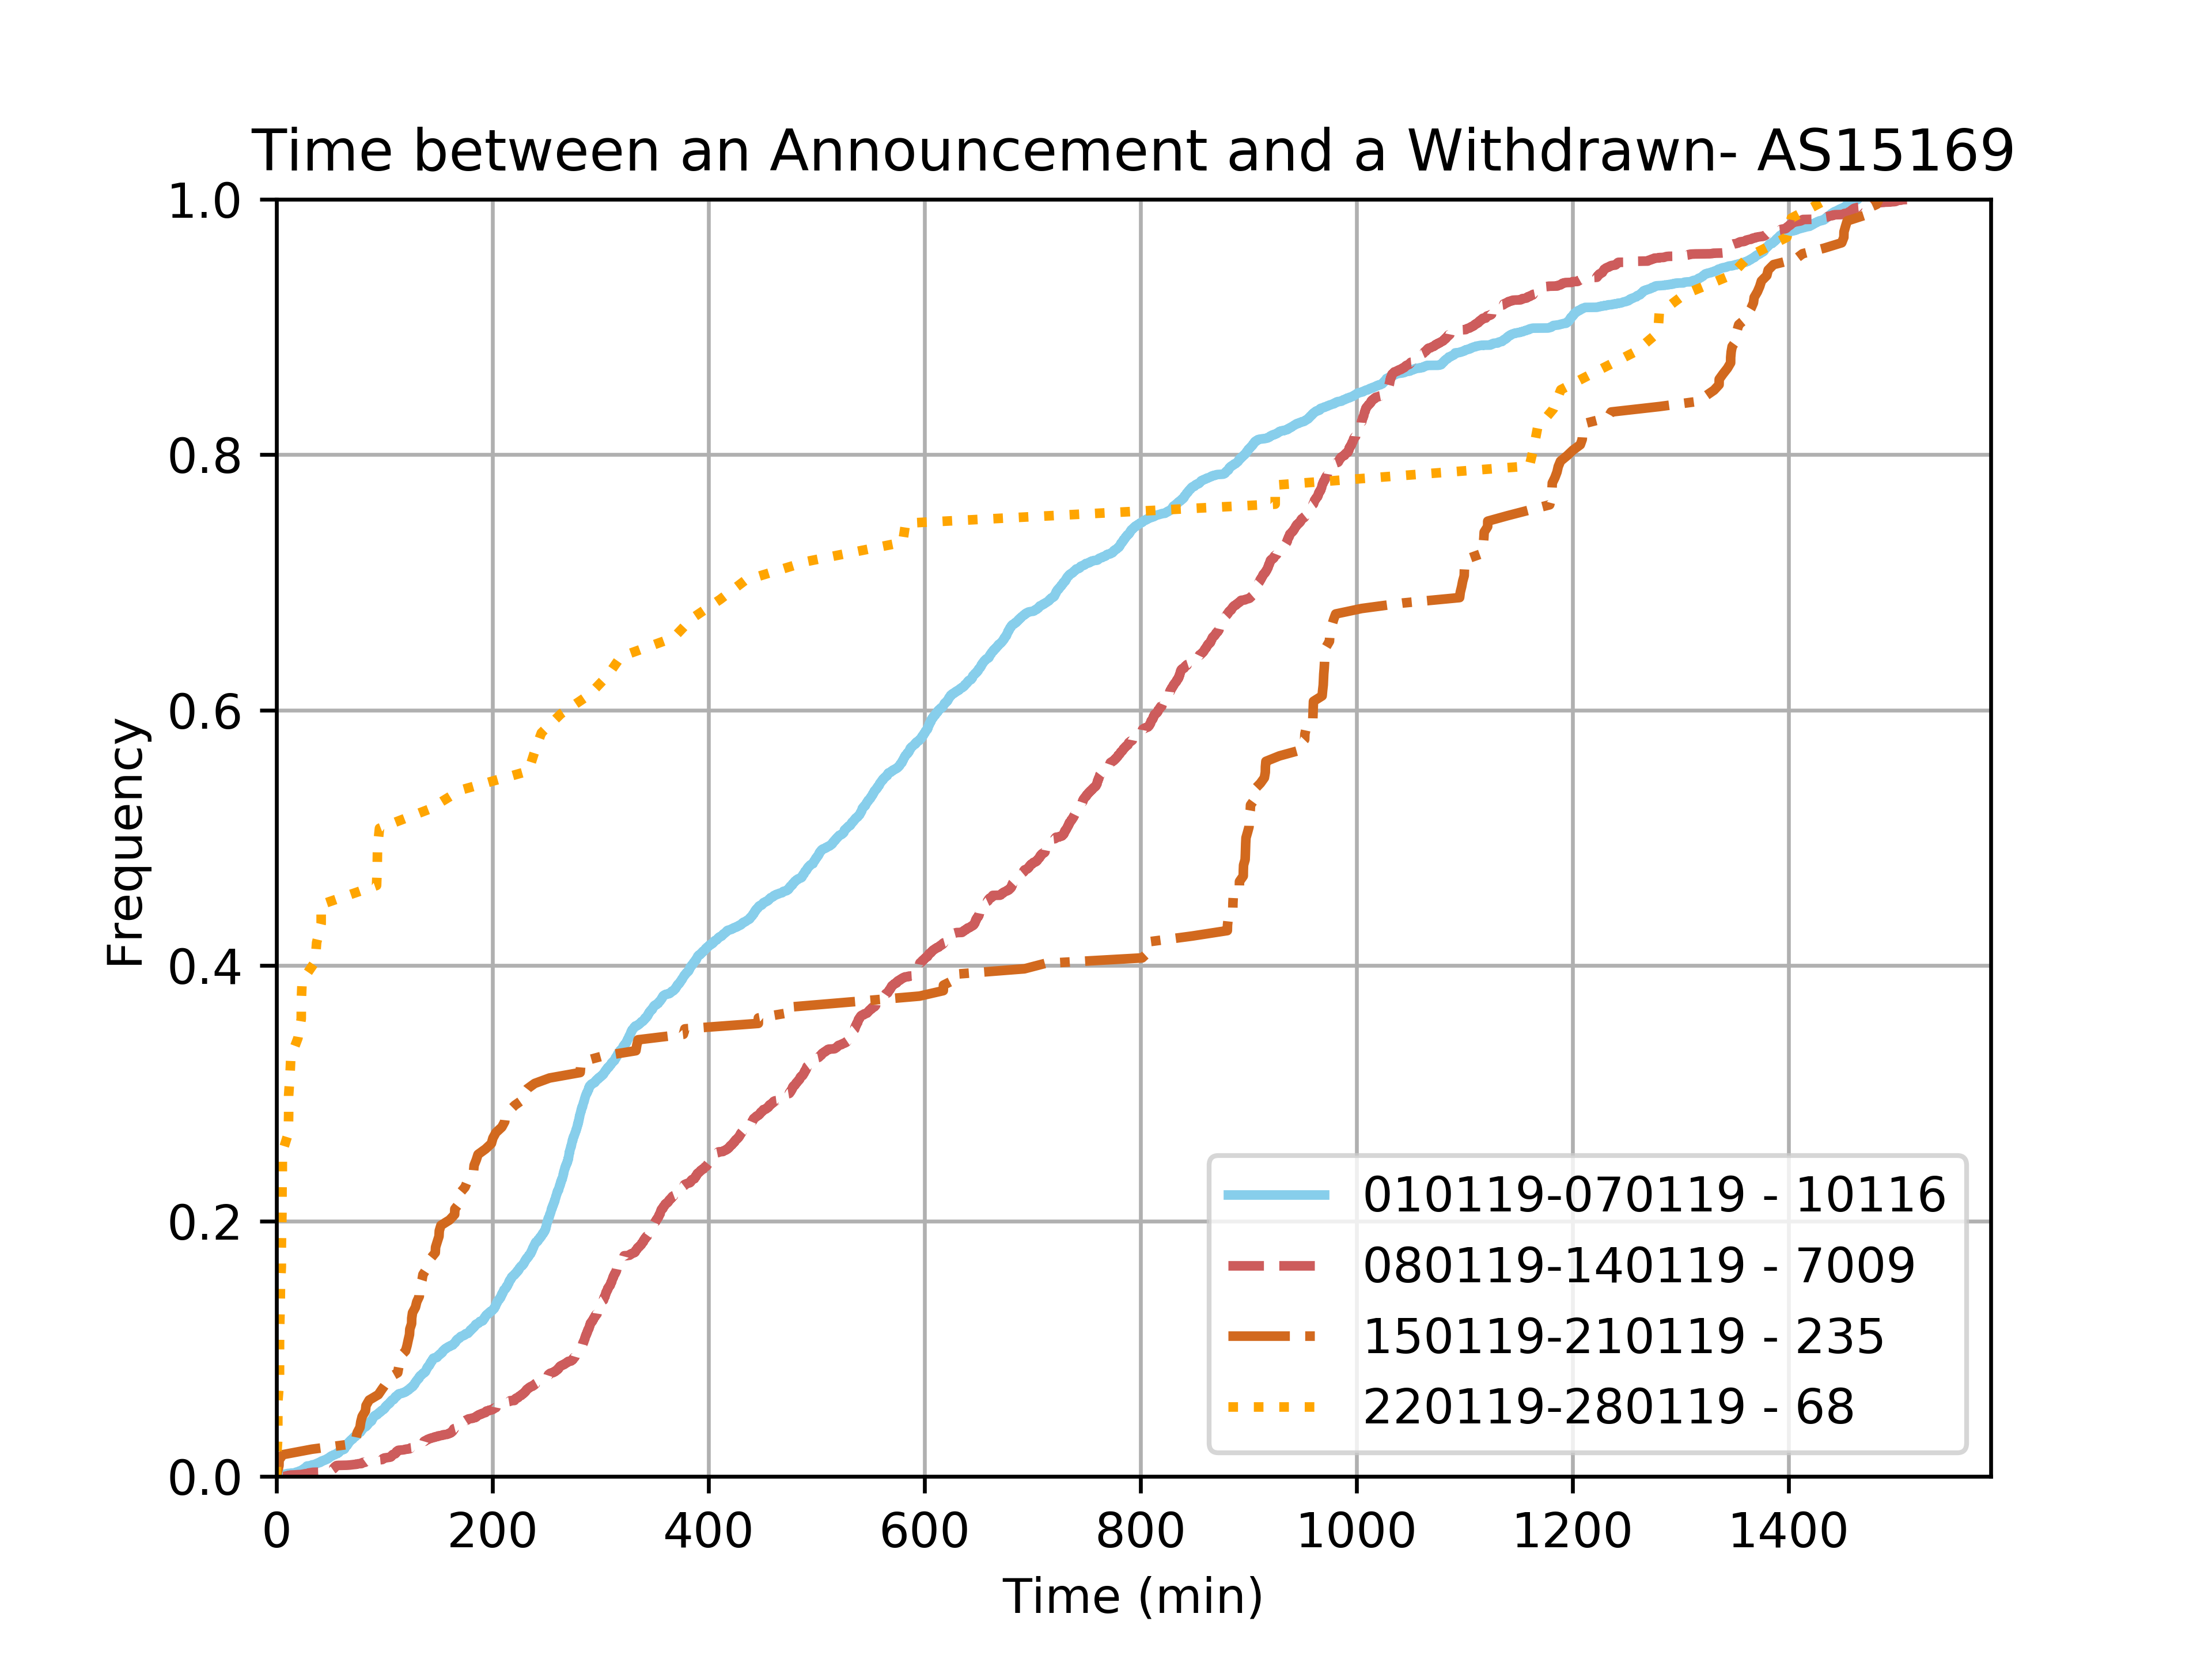 Time between an Announcement and a Withdrawn- AS15169
1.0
0.8
0.6
0.4
0.2
0.0
Frequency
010119-070119 - 10116
080119-140119 - 7009
150119-210119 - 235
220119-280119 - 68
0 200 400 600 800 1000 1200 1400
Time (min)